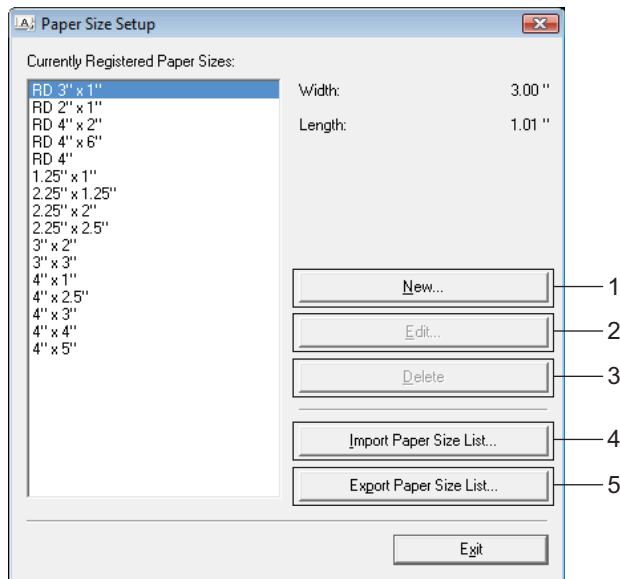 Paper Size Setup
Currently Registered Paper Sizes:
RD 3" x 1"
RD 2" x 1"
RD 4" x 2"
RD 4" x 6"
RD 4"
1.25" x 1"
2.25" x 1.25"
2.25" x 2"
2.25" x 2.5"
3" x 2"
3" x 3"
4" x 1"
4" x 2.5"
4" x 3"
4" x 4"
4" x 5"
Width: 3.00 "
Length: 1.01 "
New... 1
Edit... 2
Delete 3
Import Paper Size List... 4
Export Paper Size List... 5
Exit